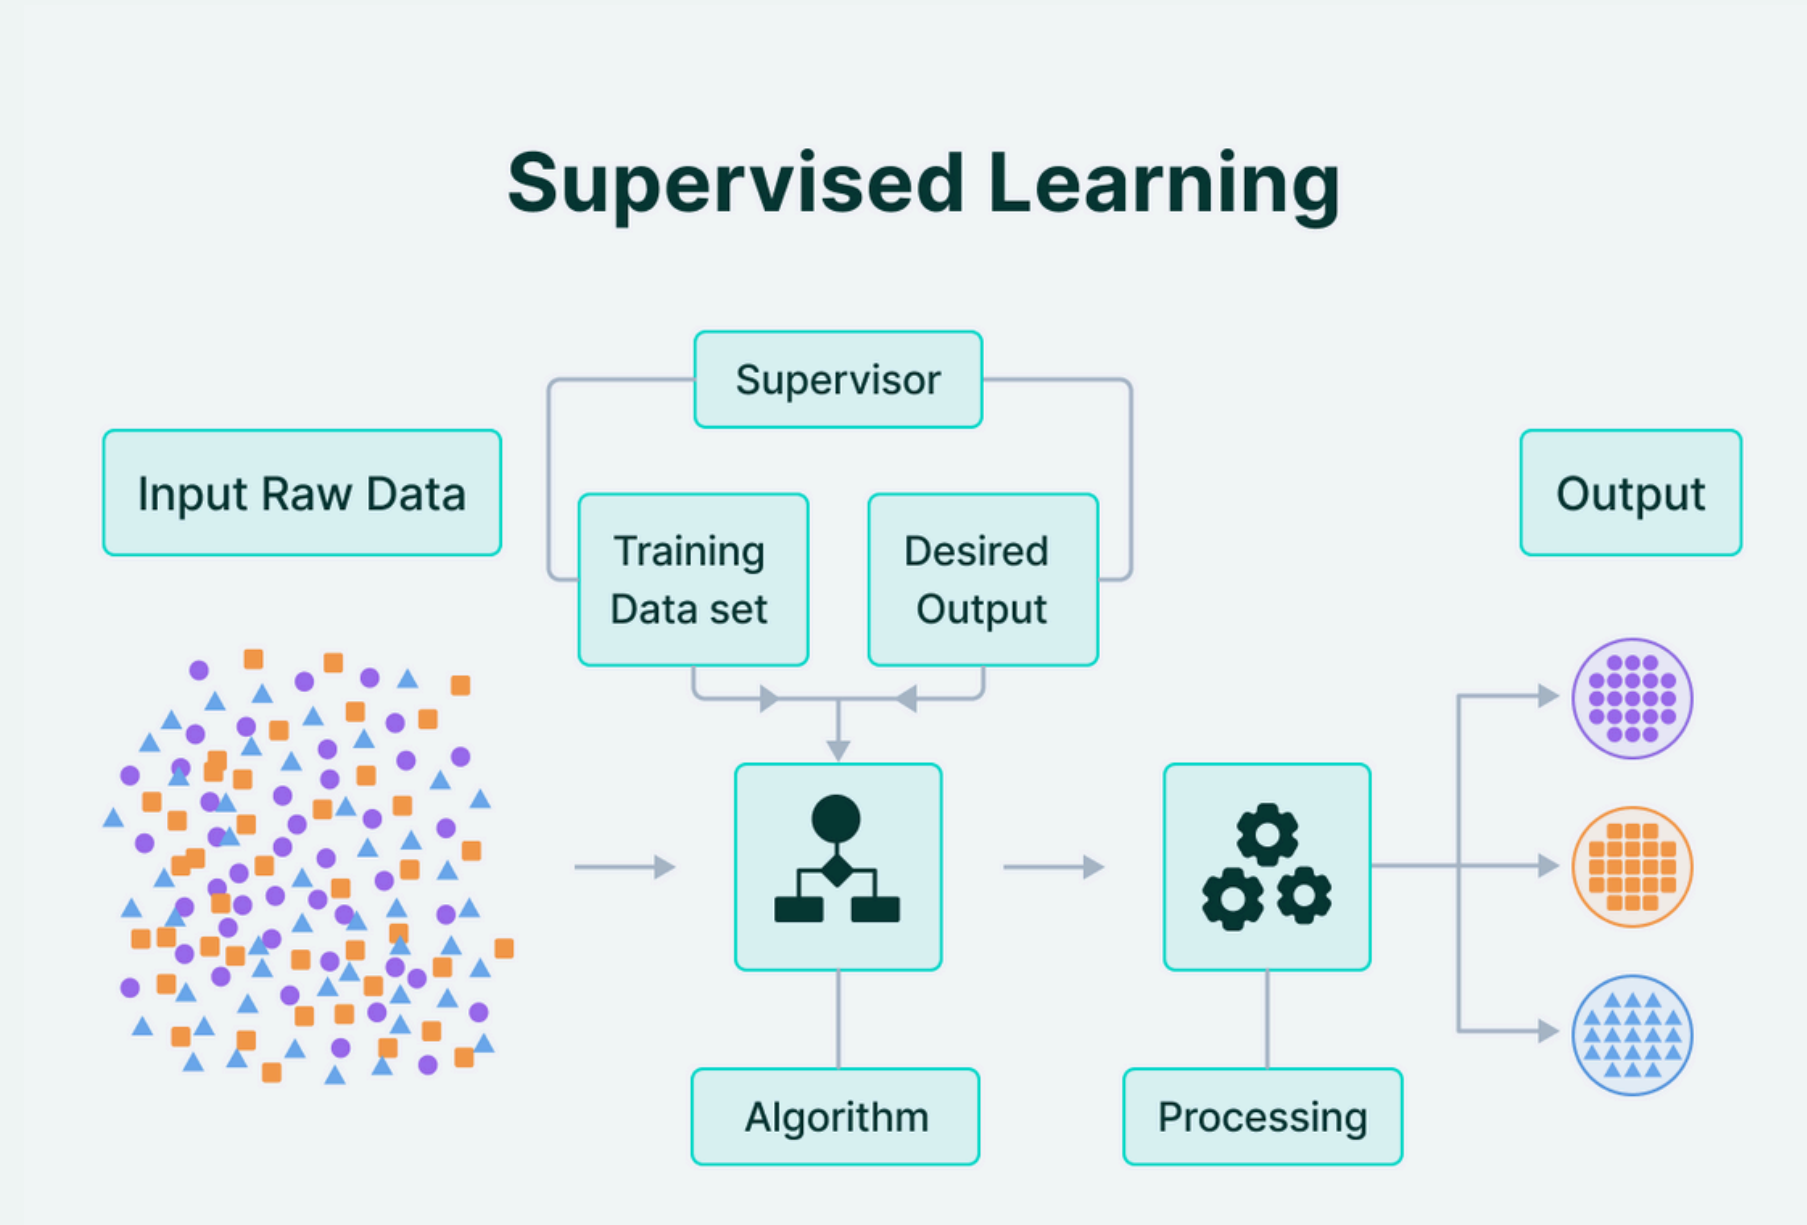 Supervised Learning
Supervisor
Input Raw Data
Training
Data set
Desired
Output
Output
Algorithm
Processing